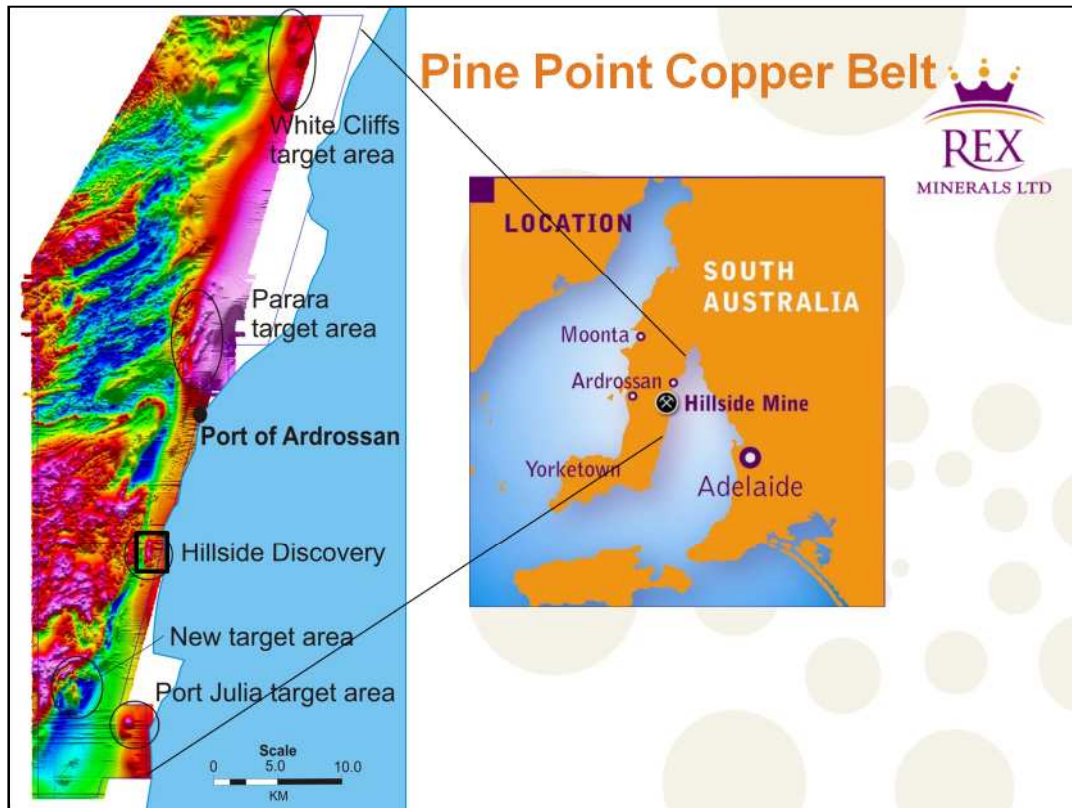 Pine Point Copper Belt
REX
MINERALS LTD
White Cliffs
target area
Parara
target area
Port of Ardrossan
Hillside Discovery
New target area
Port Julia target area
Scale
0 5.0 10.0
KM
LOCATION
SOUTH
AUSTRALIA
Moonta
Ardrossan
Hillside Mine
Yorketown
Adelaide